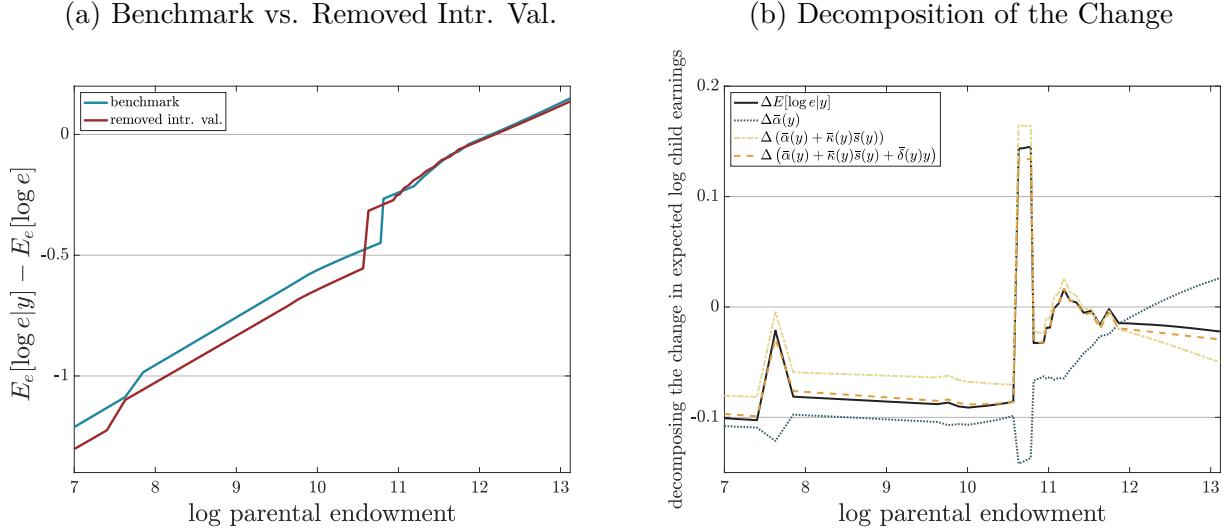 (a) Benchmark vs. Removed Intr. Val.
E_e[log e|y] − E_e[log e]
benchmark
removed intr. val.
0
-0.5
-1
7 8 9 10 11 12 13
log parental endowment
(b) Decomposition of the Change
decomposing the change in expected log child earnings
ΔE[log e|y]
Δᾱ(y)
Δ (ᾱ(y) + κ̄(y)s̄(y))
Δ (ᾱ(y) + κ̄(y)s̄(y) + δ̄(y)y)
0.2
0.1
0
-0.1
7 8 9 10 11 12 13
log parental endowment